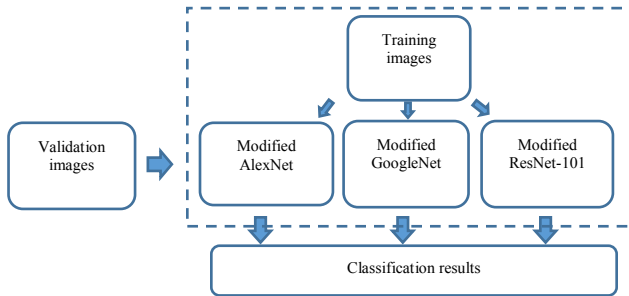 Training
images
Validation
images
Modified
AlexNet
Modified
GoogleNet
Modified
ResNet-101
Classification results